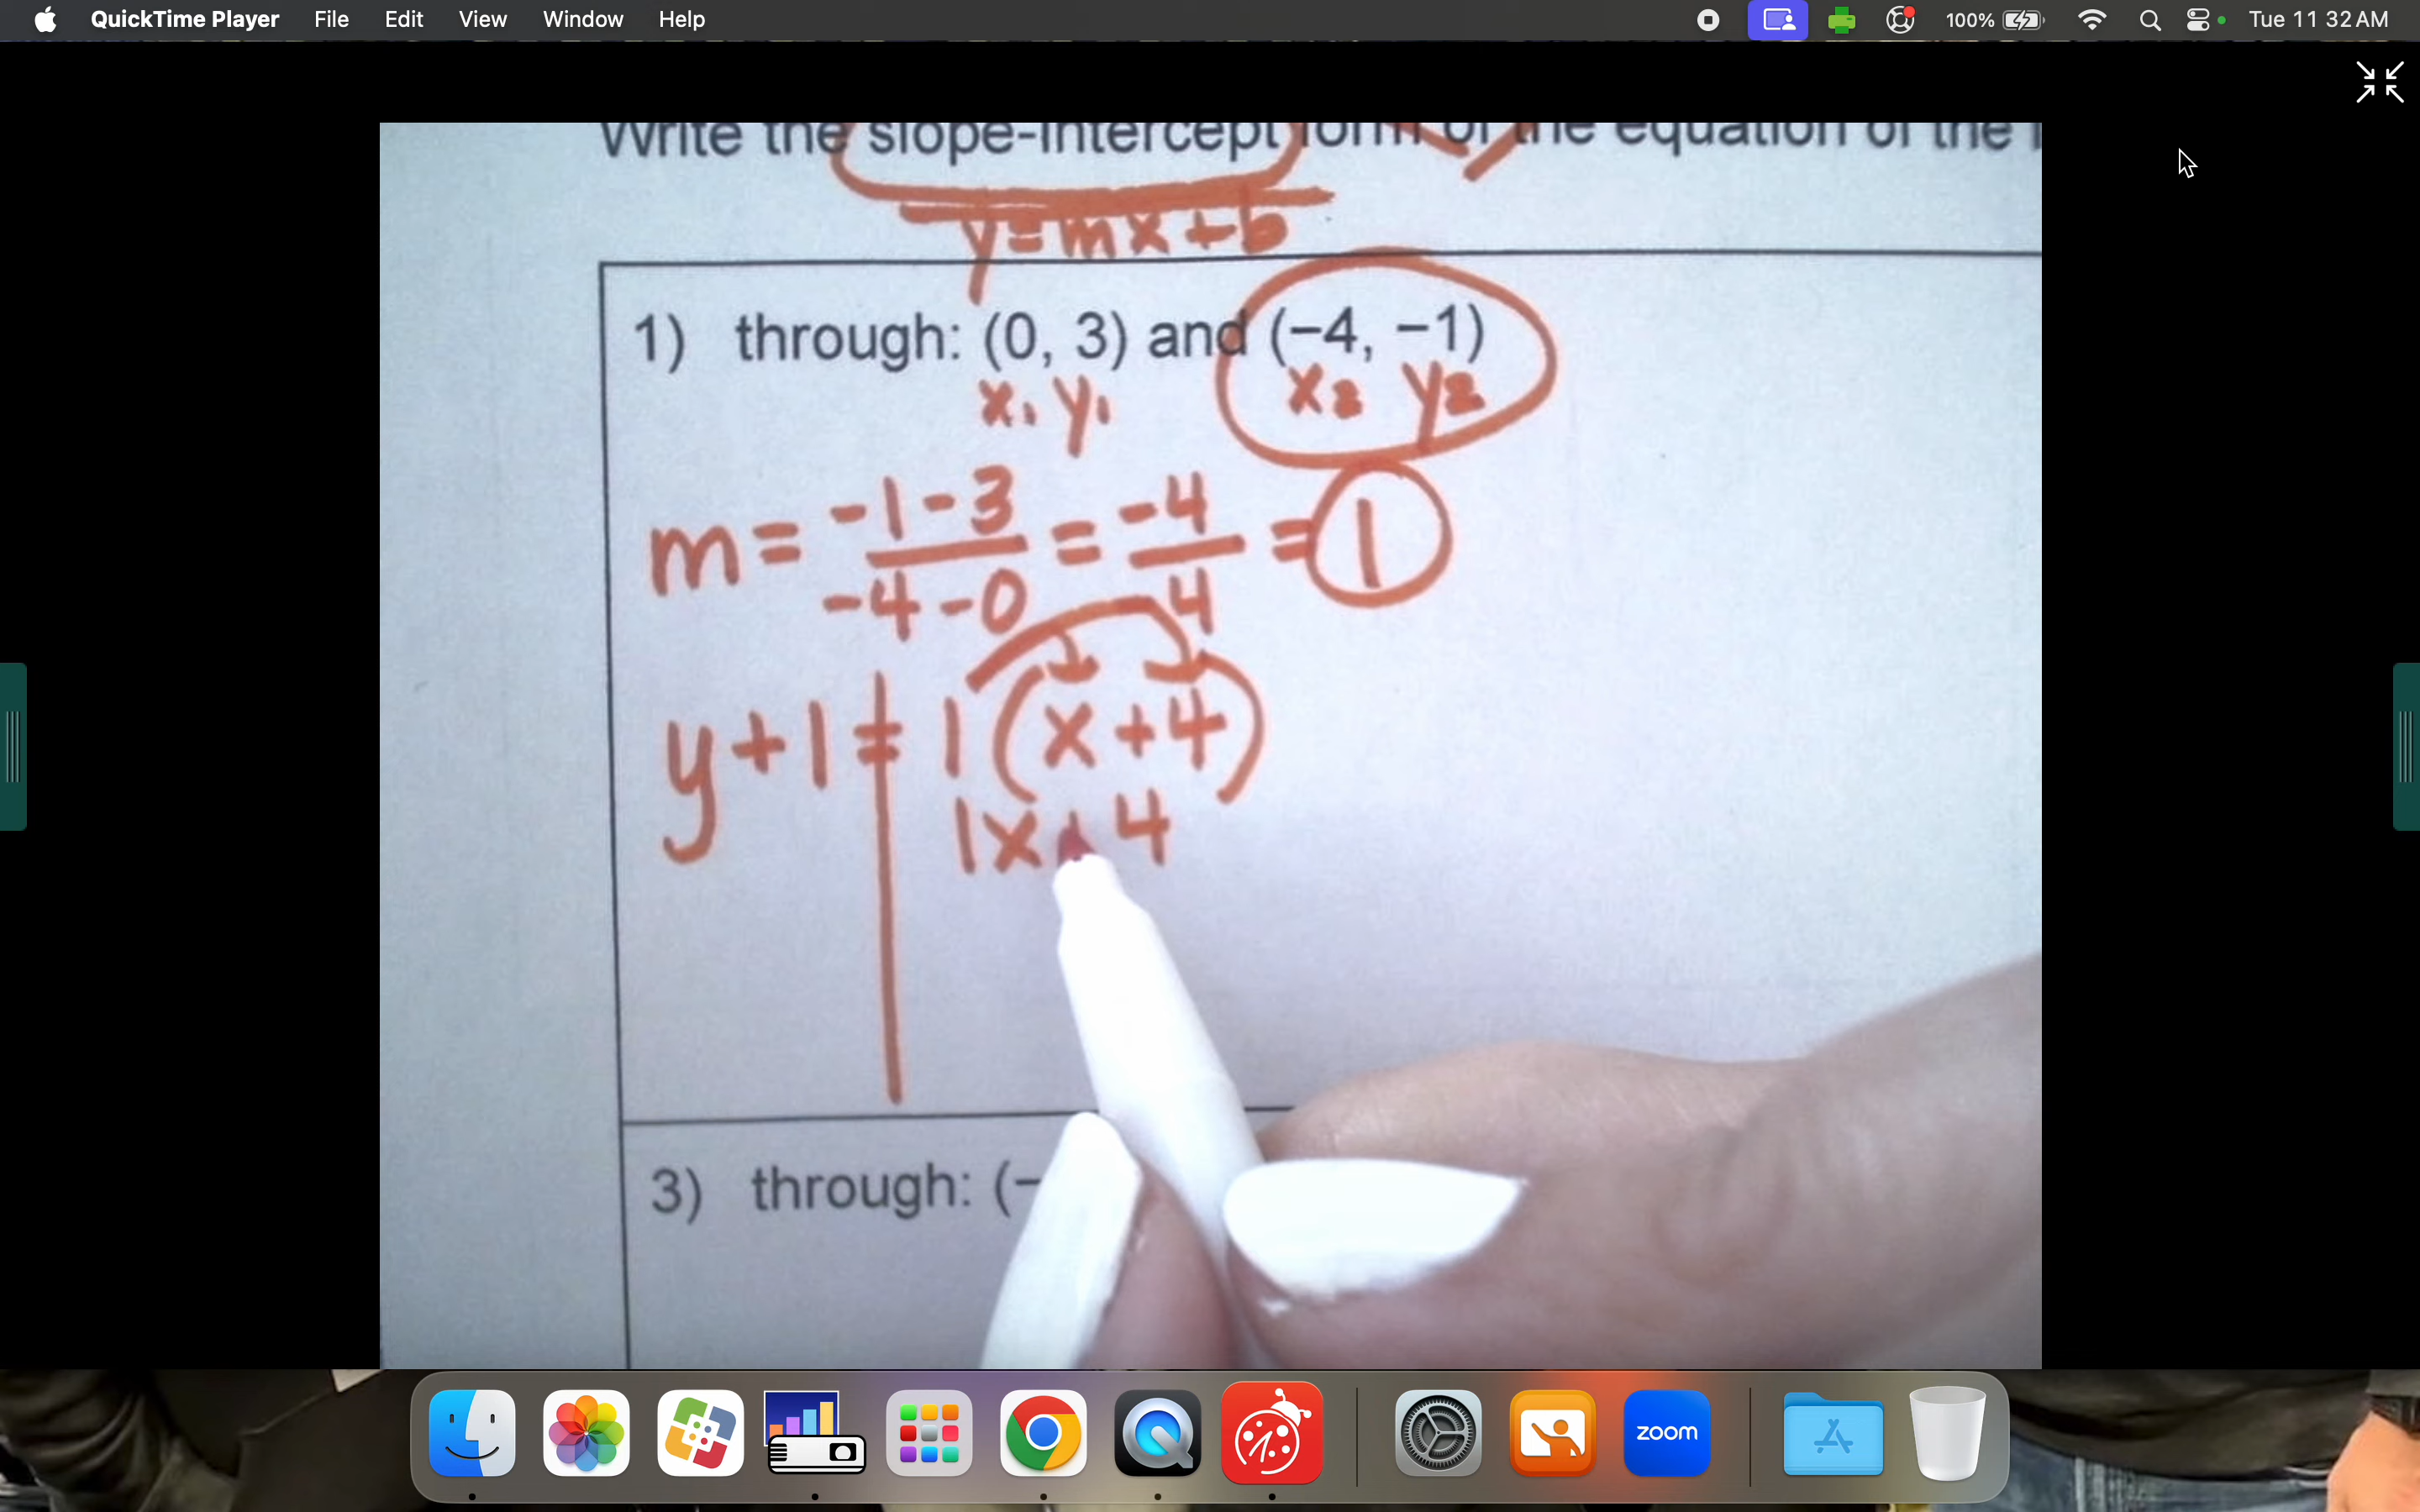 QuickTime Player File Edit View Window Help 100% Tue 11 32 AM
Write the slope-intercept form of the equation of the
y = mx + b
1) through: (0, 3) and (−4, −1)
x₁ y₁ x₂ y₂
m = -1 - 3 / -4 - 0 = -4 / -4 = 1
y + 1 = 1 (x + 4)
1x + 4
3) through: (−
zoom